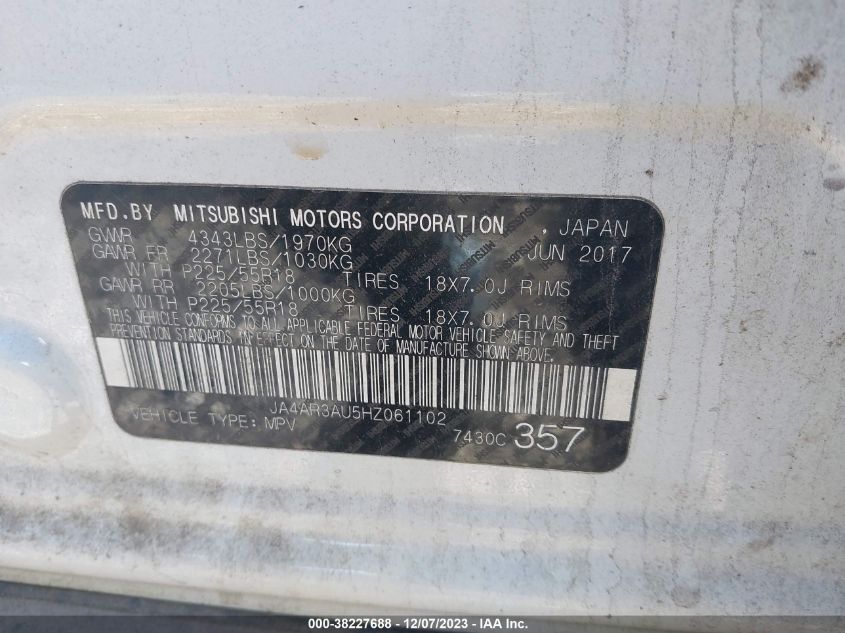 MFD.BY MITSUBISHI MOTORS CORPORATION , JAPAN
GVWR 4343LBS/1970KG JUN 2017
GAWR FR 2271LBS/1030KG
WITH P225/55R18 TIRES 18X7.0J RIMS
GAWR RR 2205LBS/1000KG
WITH P225/55R18 TIRES 18X7.0J RIMS
THIS VEHICLE CONFORMS TO ALL APPLICABLE FEDERAL MOTOR VEHICLE SAFETY AND THEFT
PREVENTION STANDARDS IN EFFECT ON THE DATE OF MANUFACTURE SHOWN ABOVE.
JA4AR3AU5HZ061102
VEHICLE TYPE: MPV 7430C 357
000-38227688 - 12/07/2023 - IAA Inc.